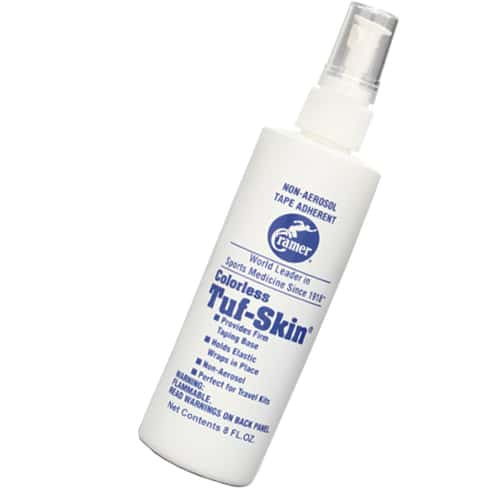 NON-AEROSOL
TAPE ADHERENT
Cramer
World Leader in
Sports Medicine Since 1918™
Colorless
Tuf-Skin®
■ Provides Firm
Taping Base
■ Holds Elastic
Wraps in Place
■ Non-Aerosol
■ Perfect for Travel Kits
WARNING:
FLAMMABLE.
READ WARNINGS ON BACK PANEL.
Net Contents 8 FL.OZ.